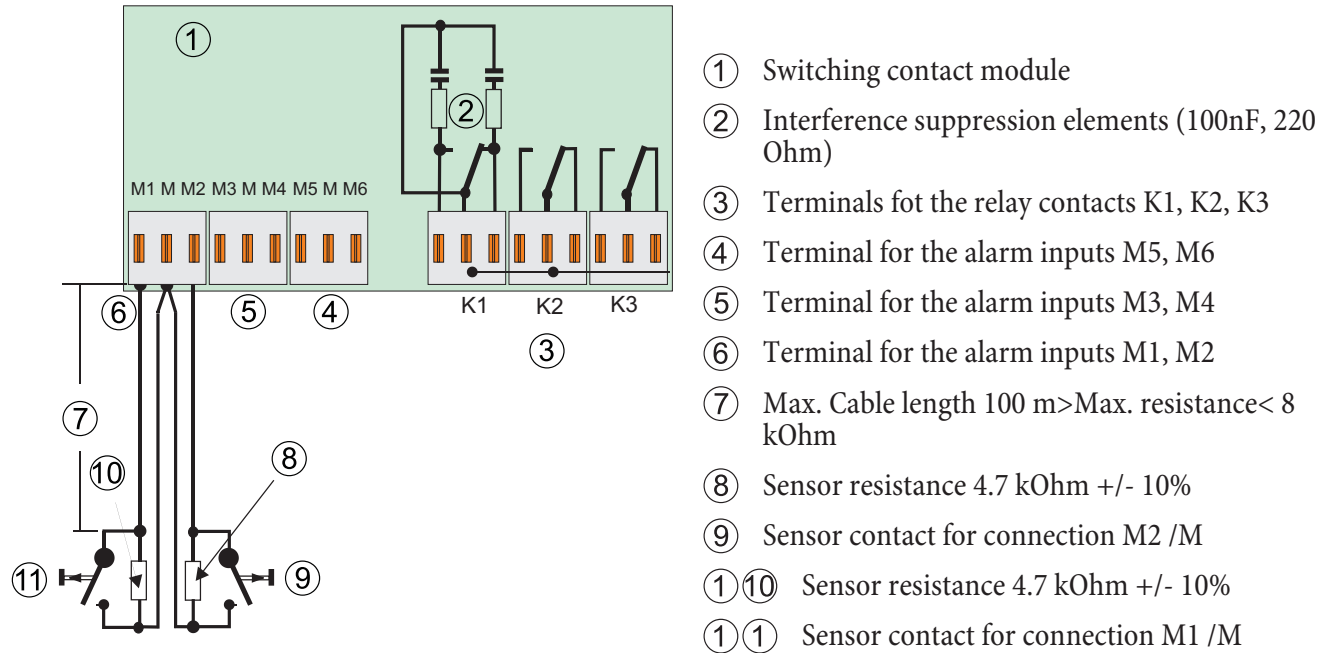 ①
②
M1 M M2 M3 M M4 M5 M M6
K1 K2 K3
⑥ ⑤ ④
③
⑦
⑩ ⑧
⑪ ⑨
① Switching contact module
② Interference suppression elements (100nF, 220
Ohm)
③ Terminals fot the relay contacts K1, K2, K3
④ Terminal for the alarm inputs M5, M6
⑤ Terminal for the alarm inputs M3, M4
⑥ Terminal for the alarm inputs M1, M2
⑦ Max. Cable length 100 m>Max. resistance< 8
kOhm
⑧ Sensor resistance 4.7 kOhm +/- 10%
⑨ Sensor contact for connection M2 /M
①⑩ Sensor resistance 4.7 kOhm +/- 10%
①① Sensor contact for connection M1 /M